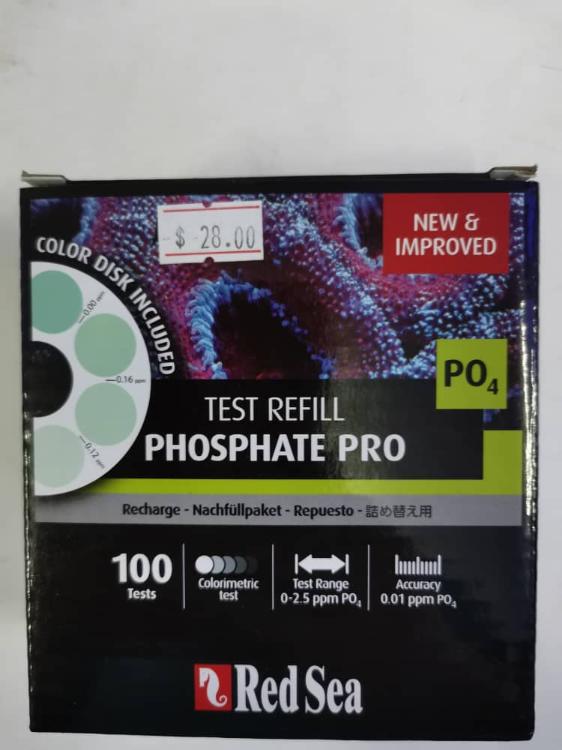 $ 28.00
NEW &
IMPROVED
COLOR DISK INCLUDED
0.00 ppm
0.16 ppm
0.12 ppm
PO4
TEST REFILL
PHOSPHATE PRO
Recharge - Nachfüllpaket - Repuesto - 詰め替え用
100
Tests
Colorimetric
test
Test Range
0-2.5 ppm PO4
Accuracy
0.01 ppm PO4
Red Sea